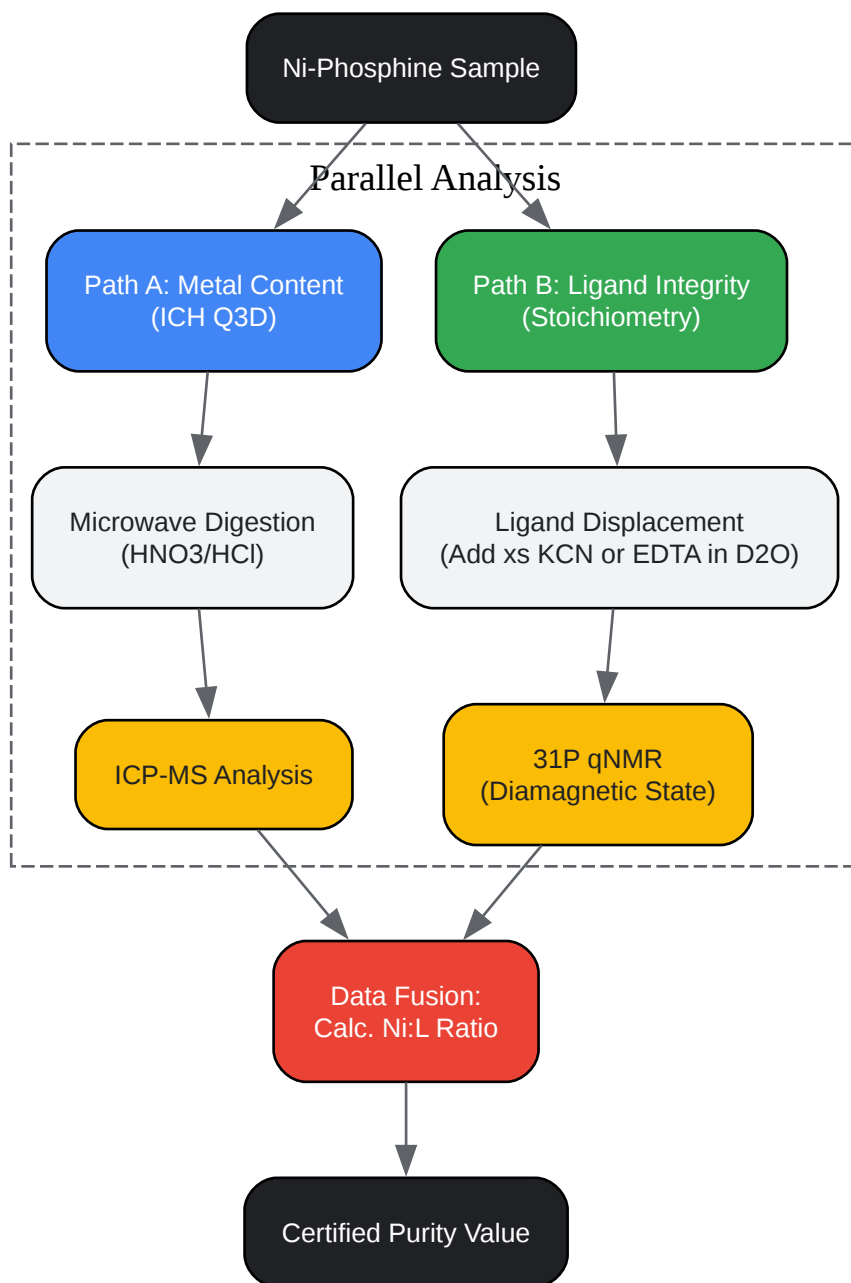 Ni-Phosphine Sample
Parallel Analysis
Path A: Metal Content
(ICH Q3D)
Path B: Ligand Integrity
(Stoichiometry)
Microwave Digestion
(HNO3/HCl)
Ligand Displacement
(Add xs KCN or EDTA in D2O)
ICP-MS Analysis
31P qNMR
(Diamagnetic State)
Data Fusion:
Calc. Ni:L Ratio
Certified Purity Value